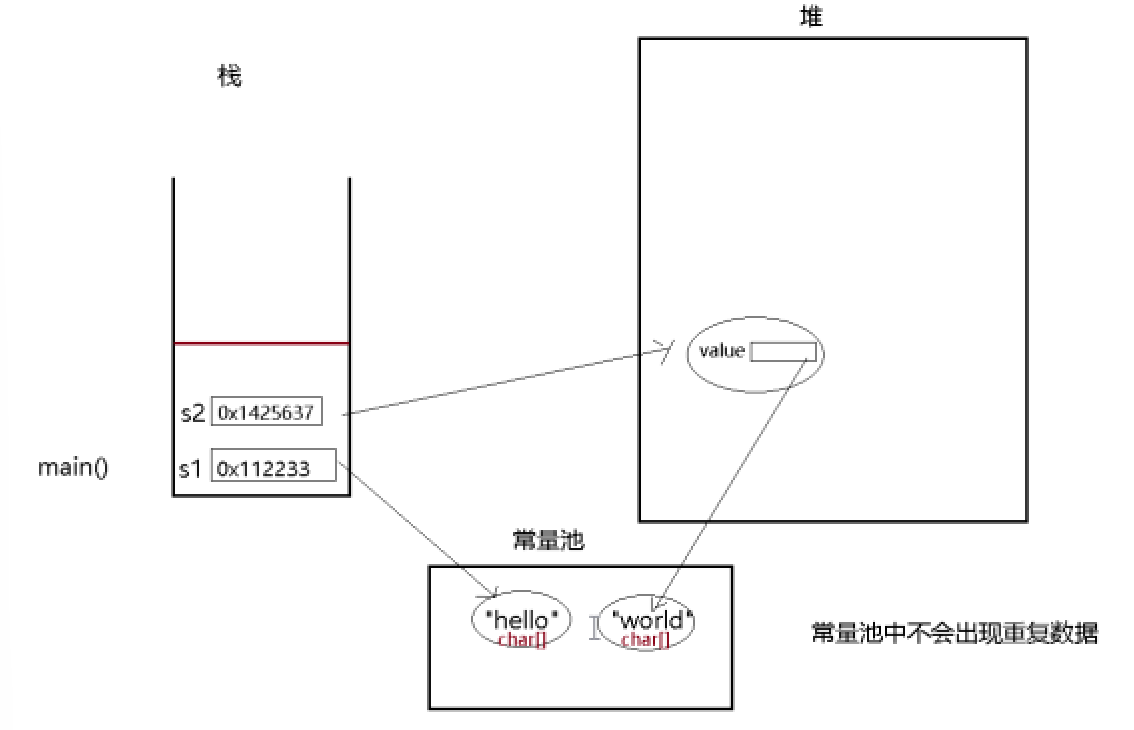 堆
栈
value
s2 0x1425637
main() s1 0x112233
常量池
"hello" "world"
char[] char[]
常量池中不会出现重复数据